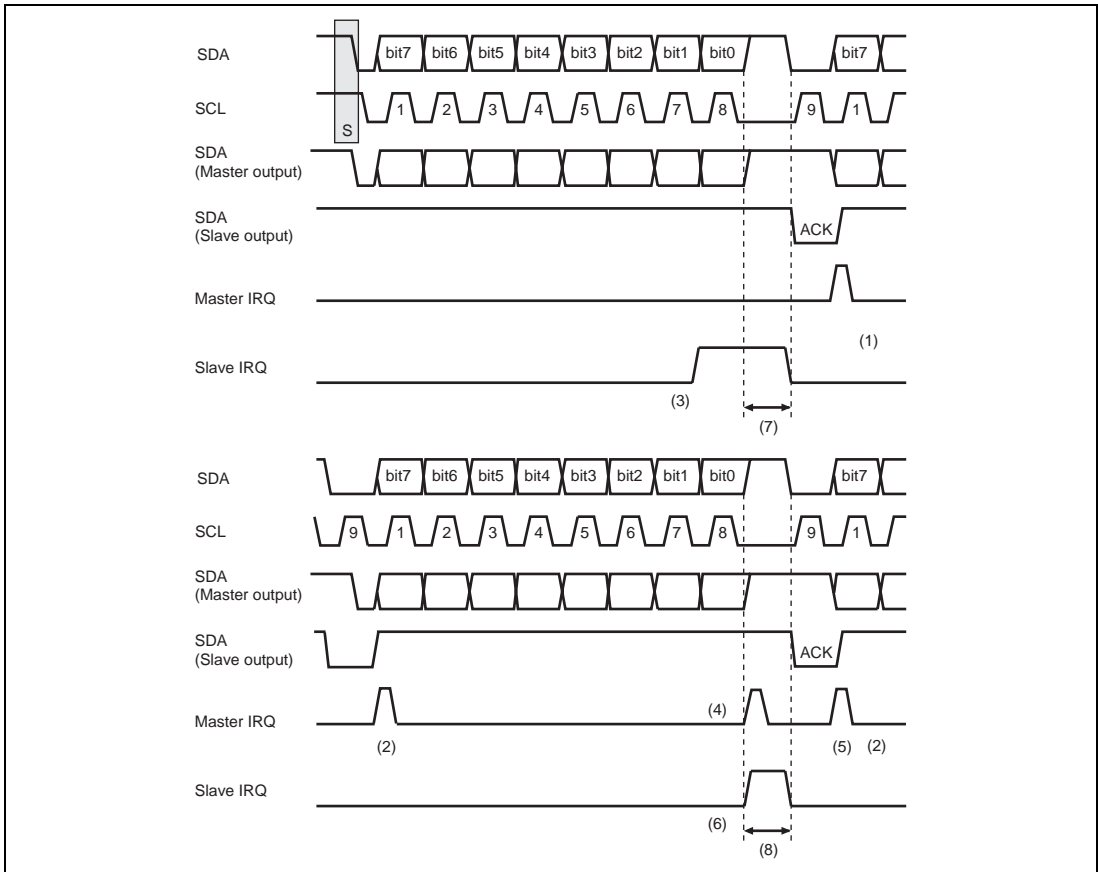 SDA bit7 bit6 bit5 bit4 bit3 bit2 bit1 bit0 bit7
SCL 1 2 3 4 5 6 7 8 9 1
S
SDA
(Master output)
SDA
(Slave output) ACK
Master IRQ
(1)
Slave IRQ
(3)
(7)
SDA bit7 bit6 bit5 bit4 bit3 bit2 bit1 bit0 bit7
SCL 9 1 2 3 4 5 6 7 8 9 1
SDA
(Master output)
SDA
(Slave output) ACK
(4)
Master IRQ
(2) (5) (2)
Slave IRQ
(6)
(8)